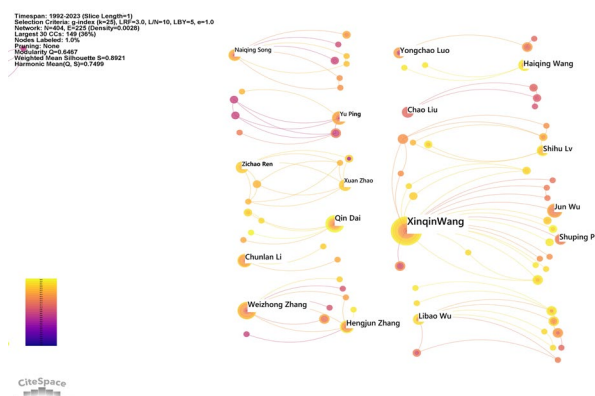 Timespan: 1992-2023 (Slice Length=1)
Selection Criteria: g-index (k=25), LRF=3.0, L/N=10, LBY=5, e=1.0
Network: N=404, E=225 (Density=0.0028)
Largest 30 CCs: 149 (36%)
Nodes Labeled: 1.0%
Pruning: None
Modularity Q=0.6467
Weighted Mean Silhouette S=0.8921
Harmonic Mean(Q, S)=0.7499
Naiqing Song
Yongchao Luo
Haiqing Wang
Yu Ping
Chao Liu
Shihu Lv
Zichao Ren
Xuan Zhao
Jun Wu
Qin Dai
XinqinWang
Shuping P
Chunlan Li
Weizhong Zhang
Hengjun Zhang
Libao Wu
CiteSpace